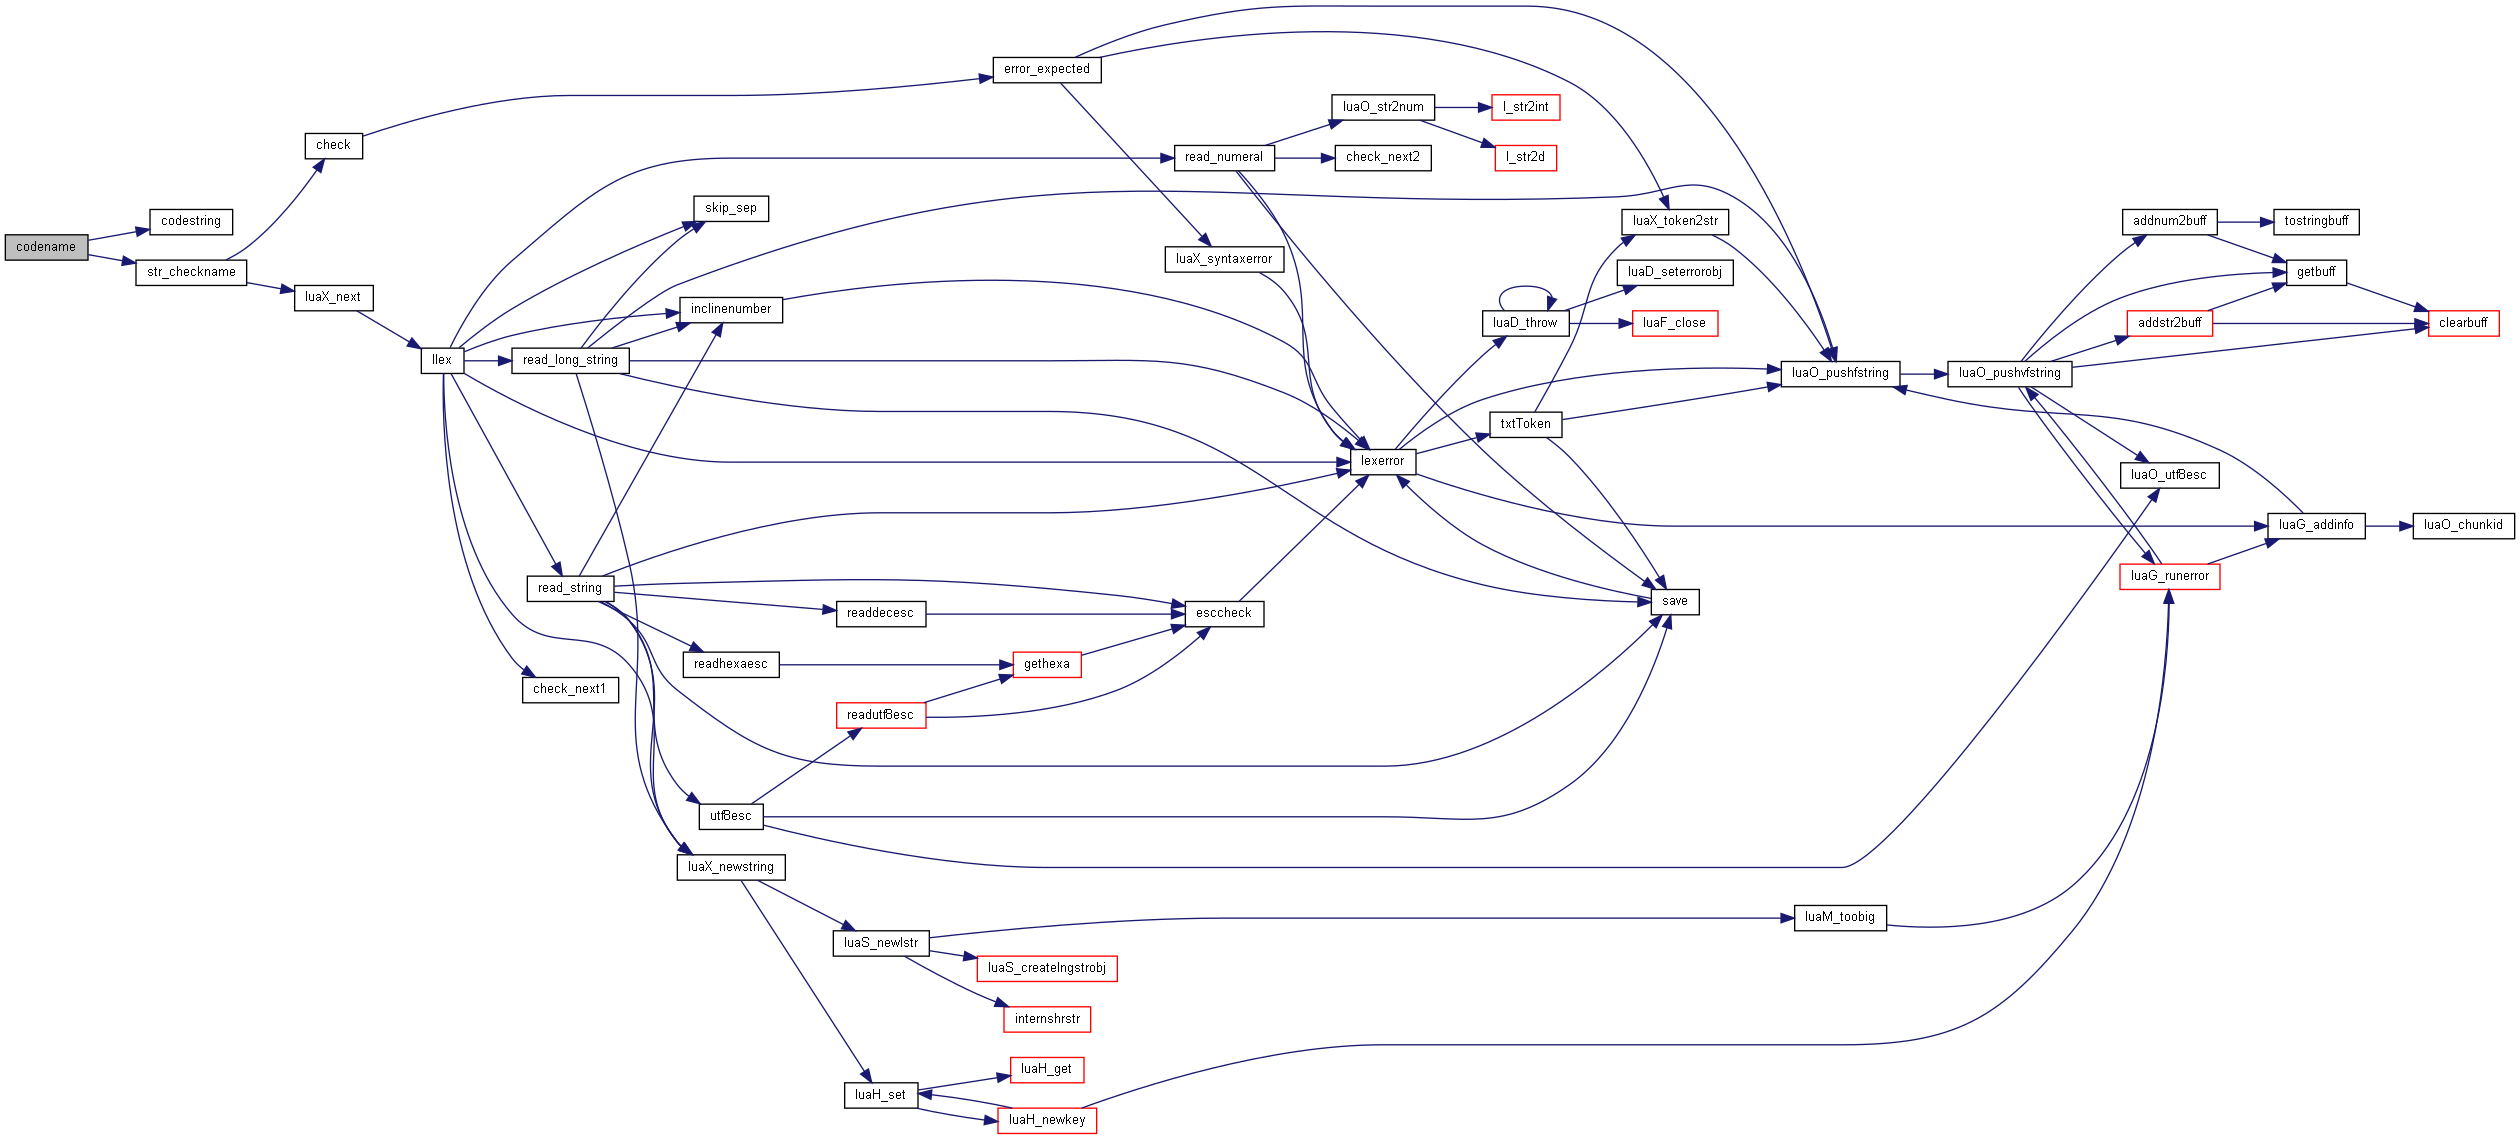 codename
codestring
str_checkname
check
luaX_next
llex
error_expected
read_numeral
luaO_str2num
l_str2int
l_str2d
check_next2
skip_sep
luaX_token2str
luaX_syntaxerror
inclinenumber
read_long_string
luaD_throw
luaD_seterrorobj
luaF_close
luaO_pushfstring
luaO_pushvfstring
addnum2buff
tostringbuff
getbuff
addstr2buff
clearbuff
txtToken
lexerror
luaO_utf8esc
luaG_addinfo
luaO_chunkid
luaG_runerror
read_string
readdecesc
esccheck
save
readhexaesc
gethexa
check_next1
readutf8esc
utf8esc
luaX_newstring
luaM_toobig
luaS_newlstr
luaS_createlngstrobj
internshrstr
luaH_get
luaH_set
luaH_newkey